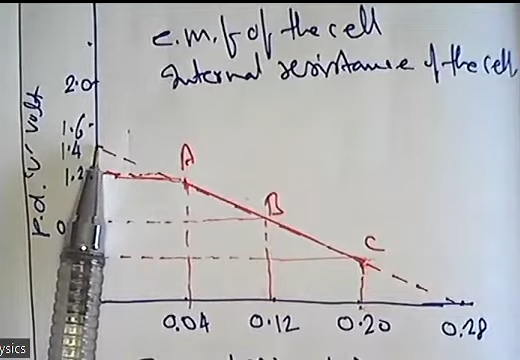 e.m.f of the cell
Internal resistance of the cell
2.0
1.6
1.4
1.2
p.d. 'V' volt
0
A
B
C
0.04 0.12 0.20 0.28
ysics